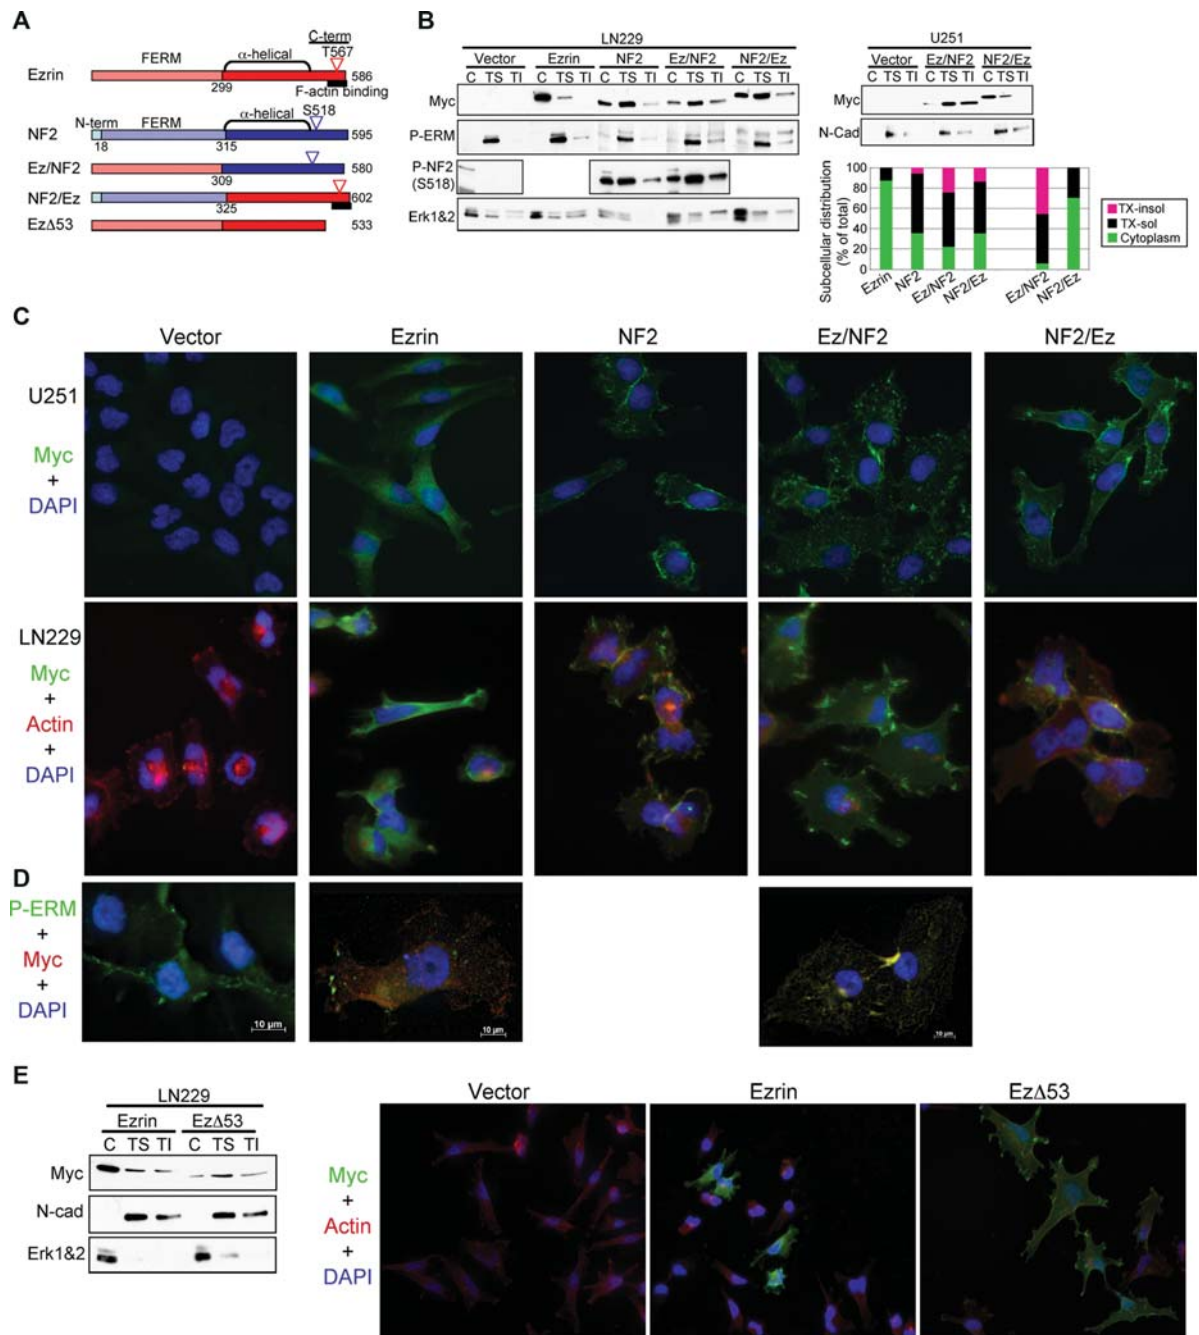 A
C-term
FERM
α-helical
T567
Ezrin
586
299
F-actin binding
S518
N-term
FERM
α-helical
NF2
595
18
315
Ez/NF2
580
309
NF2/Ez
602
325
EzΔ53
533
B
LN229
Vector Ezrin NF2 Ez/NF2 NF2/Ez
C TS TI C TS TI C TS TI C TS TI C TS TI
Myc
P-ERM
P-NF2
(S518)
Erk1&2
U251
Vector Ez/NF2 NF2/Ez
C TS TI C TS TI C TS TI
Myc
N-Cad
Subcellular distribution
(% of total)
100
80
60
40
20
0
Ezrin NF2 Ez/NF2 NF2/Ez Ez/NF2 NF2/Ez
TX-insol
TX-sol
Cytoplasm
C
Vector Ezrin NF2 Ez/NF2 NF2/Ez
U251
Myc
+
DAPI
LN229
Myc
+
Actin
+
DAPI
D
P-ERM
+
Myc
+
DAPI
10 µm
10 µm
10 µm
E
LN229
Ezrin EzΔ53
C TS TI C TS TI
Myc
N-cad
Erk1&2
Vector Ezrin EzΔ53
Myc
+
Actin
+
DAPI